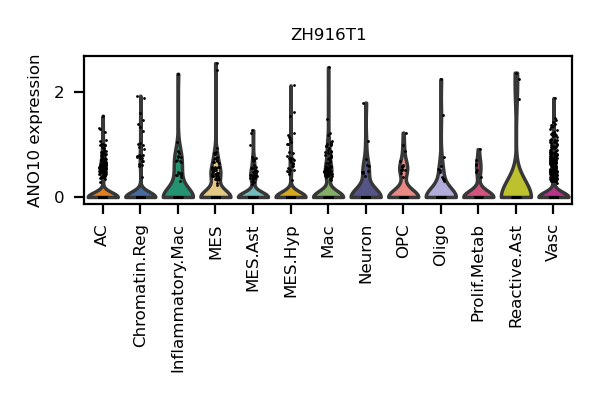 ZH916T1
ANO10 expression
2
0
AC
Chromatin.Reg
Inflammatory.Mac
MES
MES.Ast
MES.Hyp
Mac
Neuron
OPC
Oligo
Prolif.Metab
Reactive.Ast
Vasc